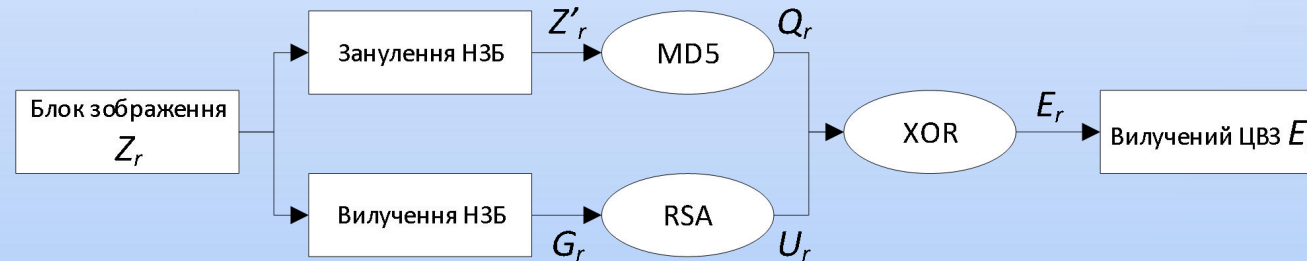 Блок зображення
Z_r
Занулення НЗБ
Z'_r
MD5
Q_r
Вилучення НЗБ
G_r
RSA
U_r
XOR
E_r
Вилучений ЦВЗ E